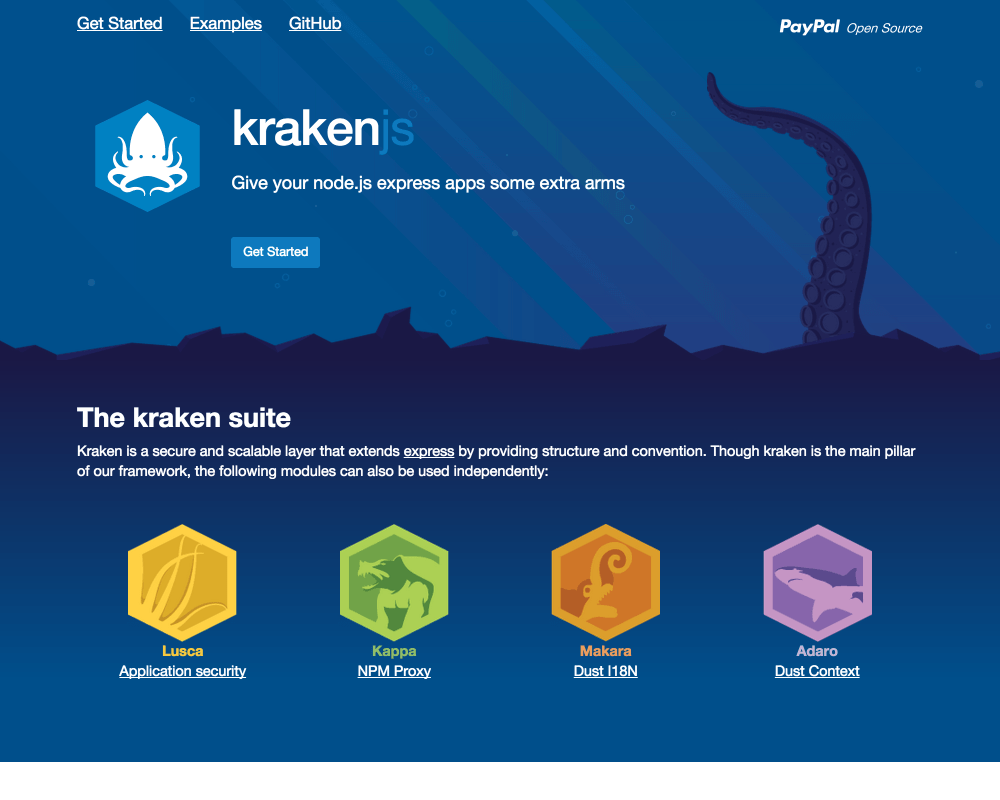 Get Started Examples GitHub
PayPal Open Source
krakenjs
Give your node.js express apps some extra arms
Get Started
The kraken suite
Kraken is a secure and scalable layer that extends express by providing structure and convention. Though kraken is the main pillar
of our framework, the following modules can also be used independently:
Lusca Kappa Makara Adaro
Application security NPM Proxy Dust I18N Dust Context